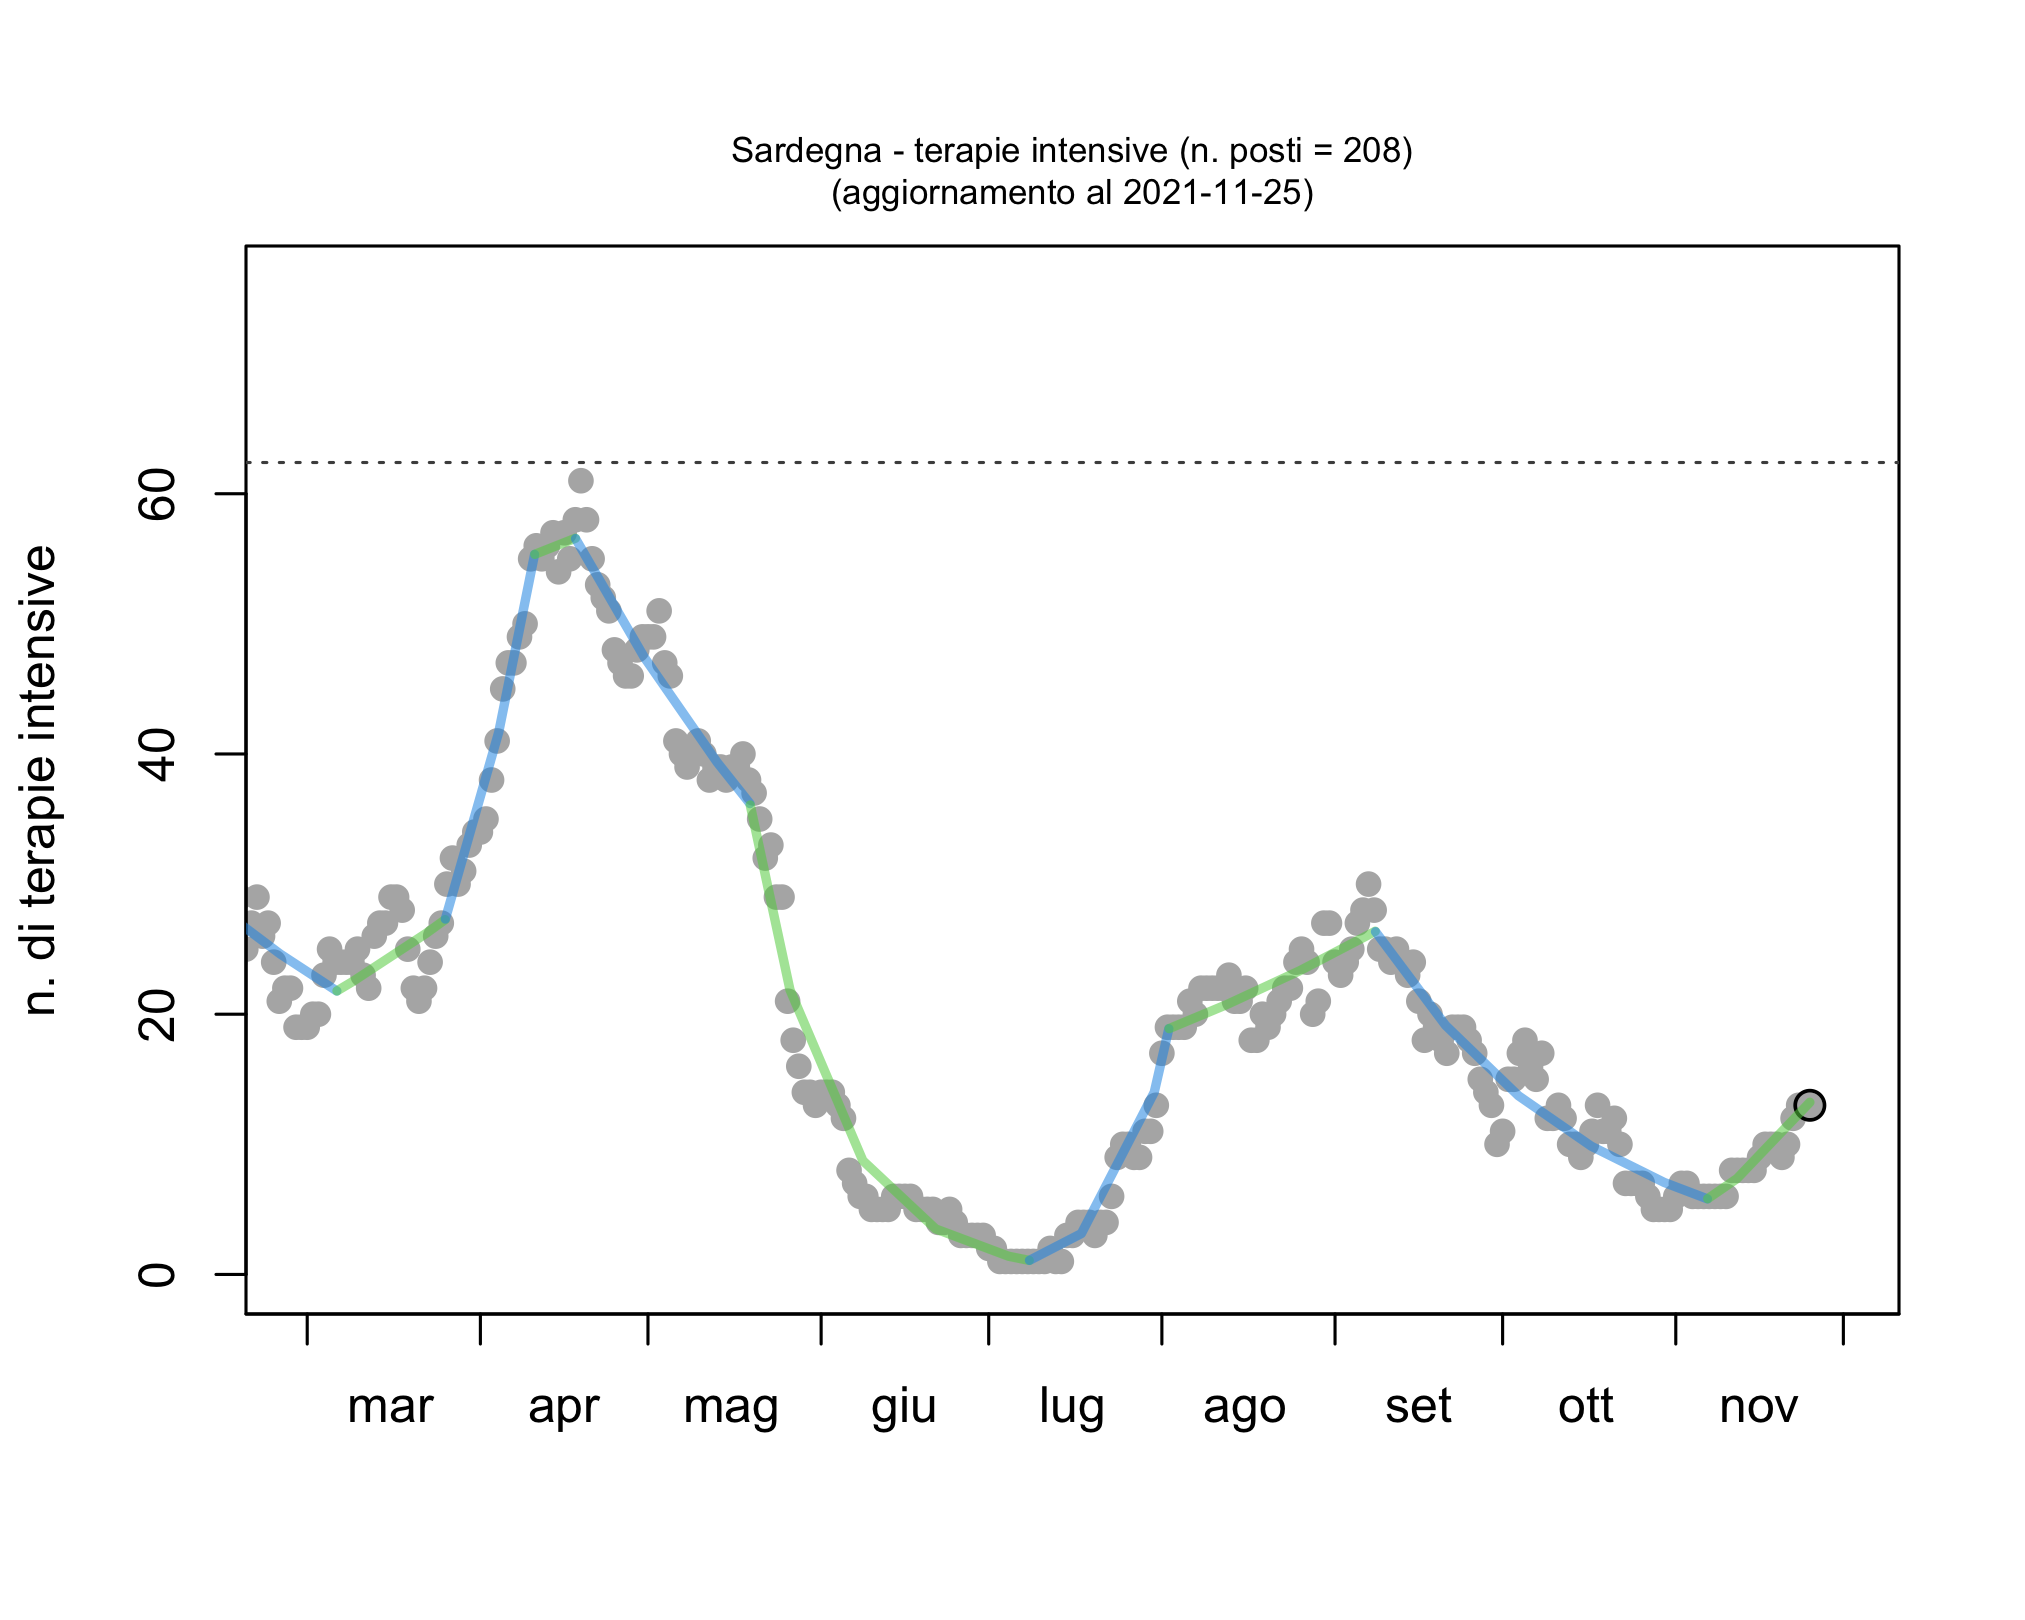 Sardegna - terapie intensive (n. posti = 208)
(aggiornamento al 2021-11-25)
n. di terapie intensive
60
40
20
0
mar apr mag giu lug ago set ott nov